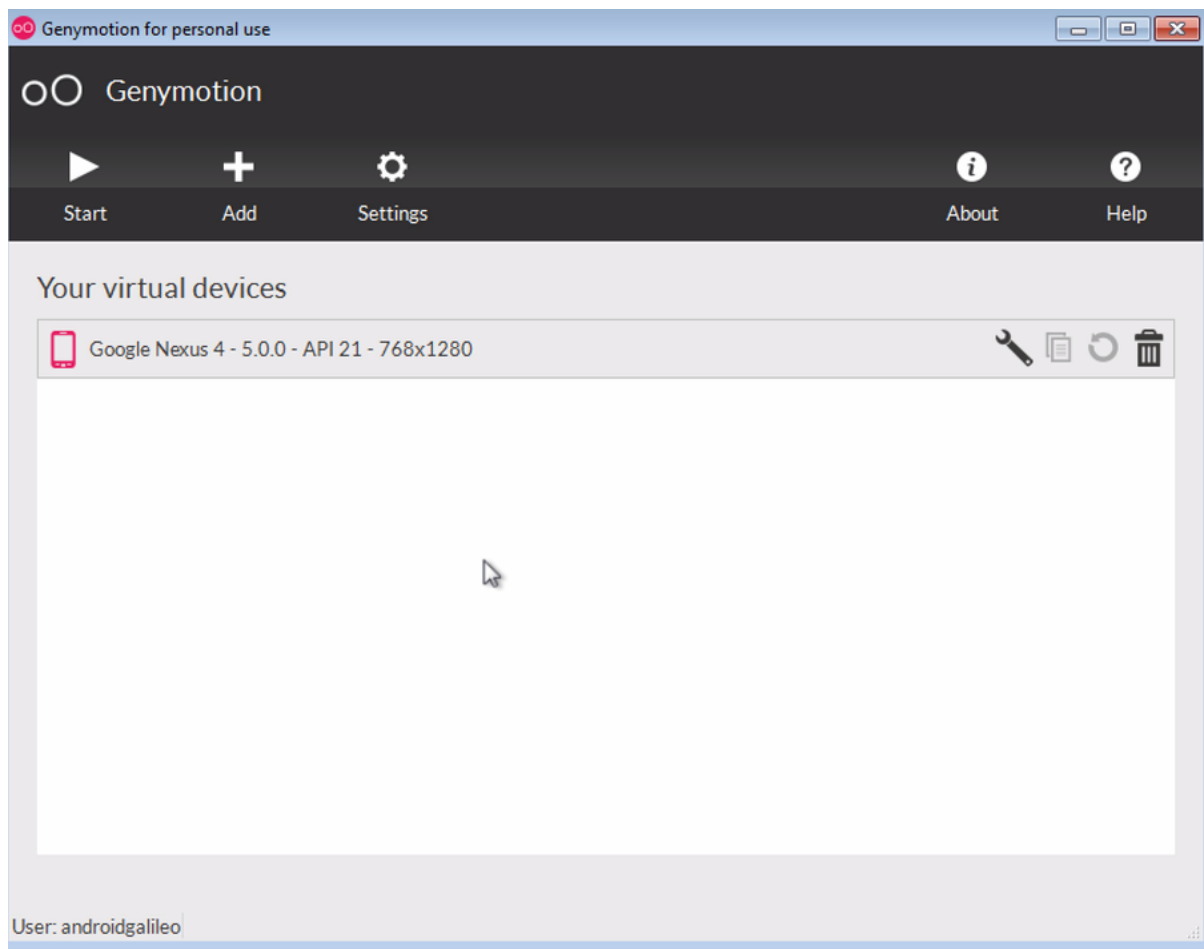 Genymotion for personal use
Genymotion
Start Add Settings About Help
Your virtual devices
Google Nexus 4 - 5.0.0 - API 21 - 768x1280
User: androidgalileo